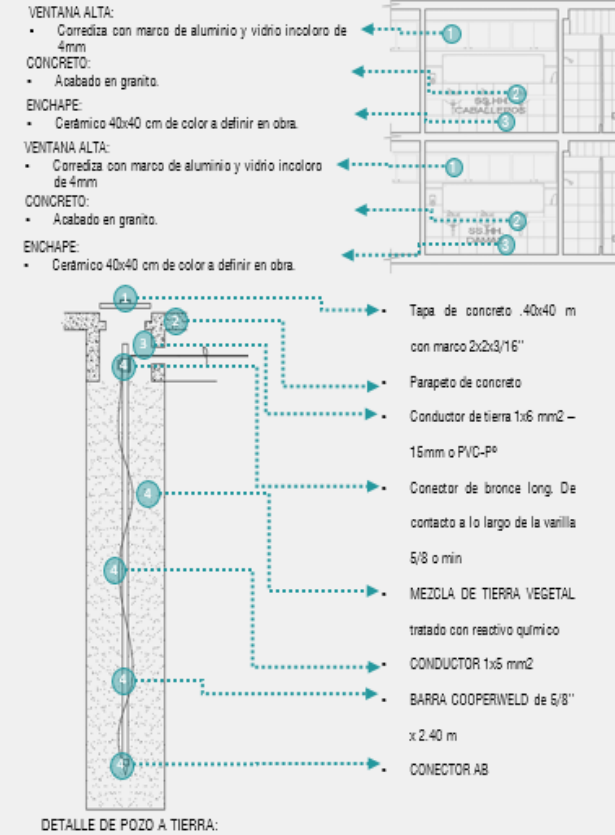 VENTANA ALTA:
▪ Corrediza con marco de aluminio y vidrio incoloro de
4mm
CONCRETO:
▪ Acabado en granito.
ENCHAPE:
▪ Cerámico 40x40 cm de color a definir en obra.
VENTANA ALTA:
▪ Corrediza con marco de aluminio y vidrio incoloro
de 4mm
CONCRETO:
▪ Acabado en granito.
ENCHAPE:
▪ Cerámico 40x40 cm de color a definir en obra.
1
2
SS.HH.
CABALLEROS
3
1
2
SS.HH.
DAMAS
3
1
2
3
4
4
4
4
4
▪ Tapa de concreto .40x40 m
con marco 2x2x3/16''
▪ Parapeto de concreto
▪ Conductor de tierra 1x6 mm2 –
15mm o PVC-Pº
▪ Conector de bronce long. De
contacto a lo largo de la varilla
5/8 o min
▪ MEZCLA DE TIERRA VEGETAL
tratado con reactivo químico
▪ CONDUCTOR 1x5 mm2
▪ BARRA COOPERWELD de 5/8''
x 2.40 m
▪ CONECTOR AB
DETALLE DE POZO A TIERRA: